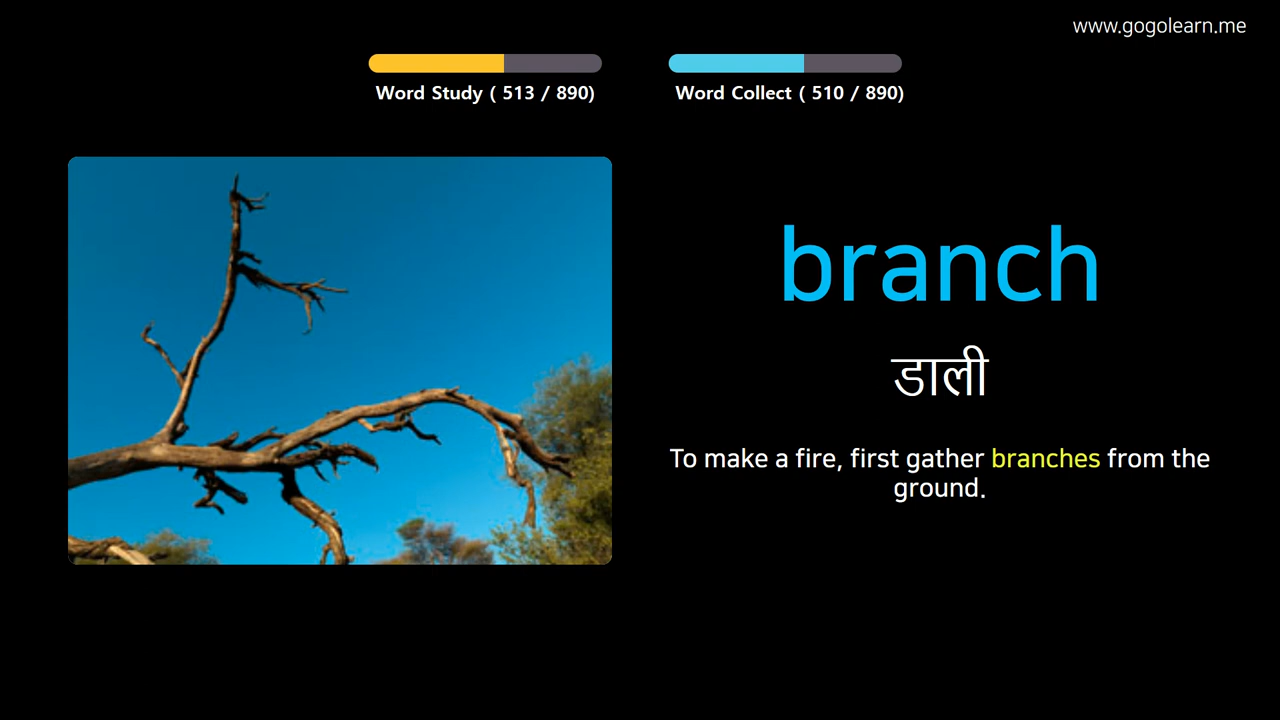 www.gogolearn.me
Word Study ( 513 / 890)
Word Collect ( 510 / 890)
branch
डाली
To make a fire, first gather branches from the
ground.